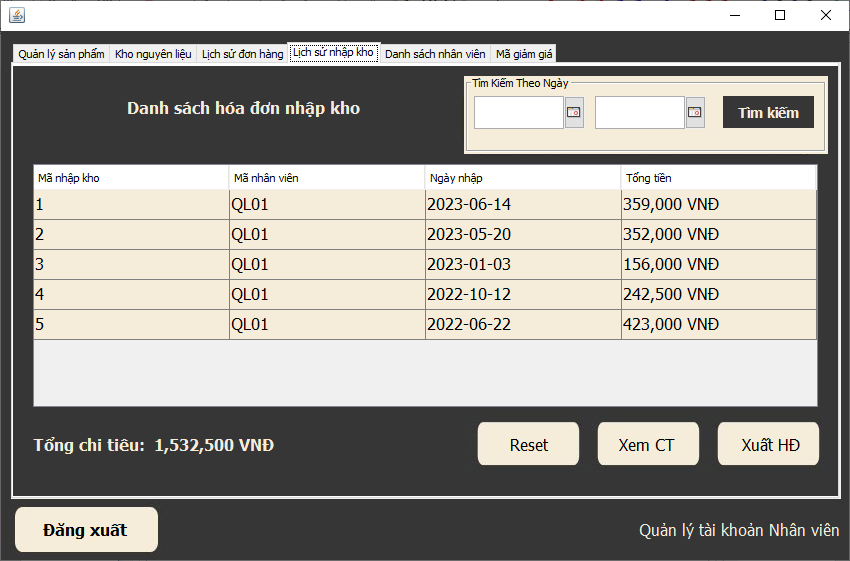 Quản lý sản phẩm Kho nguyên liệu Lịch sử đơn hàng Lịch sử nhập kho Danh sách nhân viên Mã giảm giá
Danh sách hóa đơn nhập kho
Tìm Kiếm Theo Ngày
Tìm kiếm
Mã nhập kho Mã nhân viên Ngày nhập Tổng tiền
1 QL01 2023-06-14 359,000 VNĐ
2 QL01 2023-05-20 352,000 VNĐ
3 QL01 2023-01-03 156,000 VNĐ
4 QL01 2022-10-12 242,500 VNĐ
5 QL01 2022-06-22 423,000 VNĐ
Tổng chi tiêu: 1,532,500 VNĐ
Reset Xem CT Xuất HĐ
Đăng xuất
Quản lý tài khoản Nhân viên